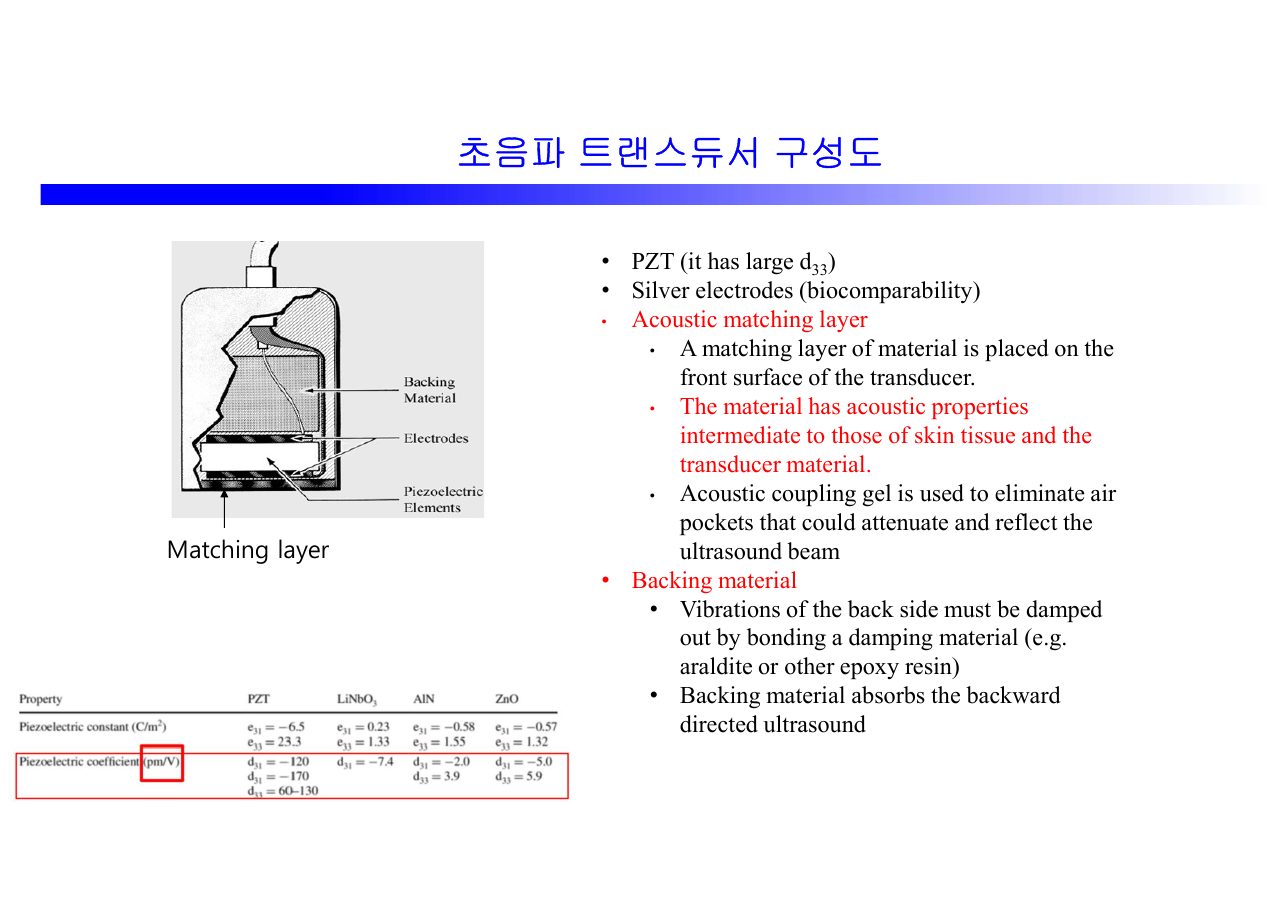 초음파 트랜스듀서 구성도
Backing
Material
Electrodes
Piezoelectric
Elements
Matching layer
• PZT (it has large d33)
• Silver electrodes (biocomparability)
• Acoustic matching layer
• A matching layer of material is placed on the
front surface of the transducer.
• The material has acoustic properties
intermediate to those of skin tissue and the
transducer material.
• Acoustic coupling gel is used to eliminate air
pockets that could attenuate and reflect the
ultrasound beam
• Backing material
• Vibrations of the back side must be damped
out by bonding a damping material (e.g.
araldite or other epoxy resin)
• Backing material absorbs the backward
directed ultrasound
Property PZT LiNbO3 AlN ZnO
Piezoelectric constant (C/m2) e31 = −6.5 e31 = 0.23 e31 = −0.58 e31 = −0.57
e33 = 23.3 e33 = 1.33 e33 = 1.55 e33 = 1.32
Piezoelectric coefficient (pm/V) d31 = −120 d31 = −7.4 d31 = −2.0 d31 = −5.0
d31 = −170 d33 = 3.9 d33 = 5.9
d33 = 60–130